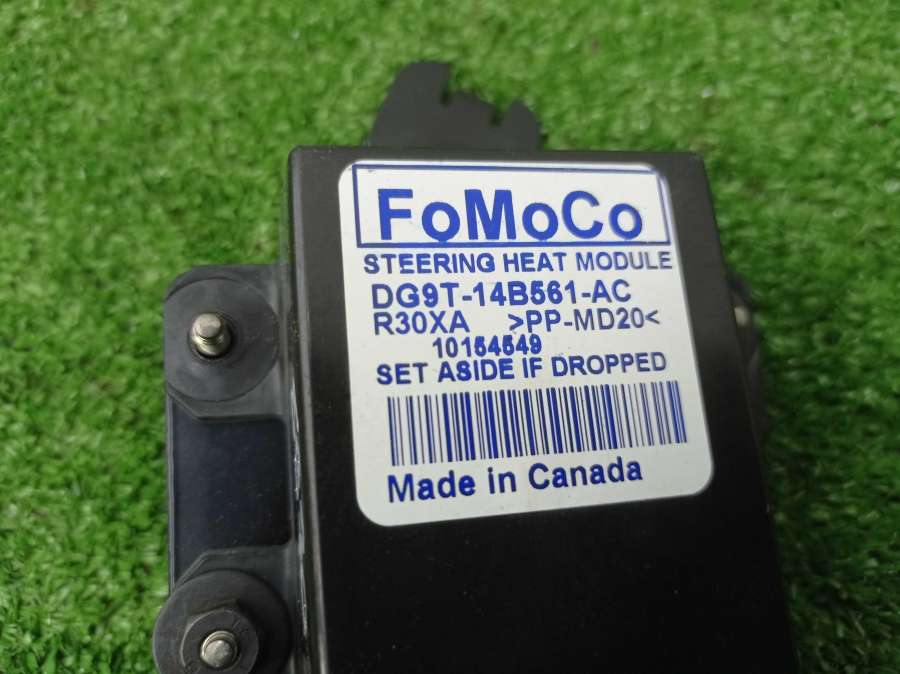 FoMoCo
STEERING HEAT MODULE
DG9T-14B561-AC
R30XA >PP-MD20<
10154549
SET ASIDE IF DROPPED
Made in Canada